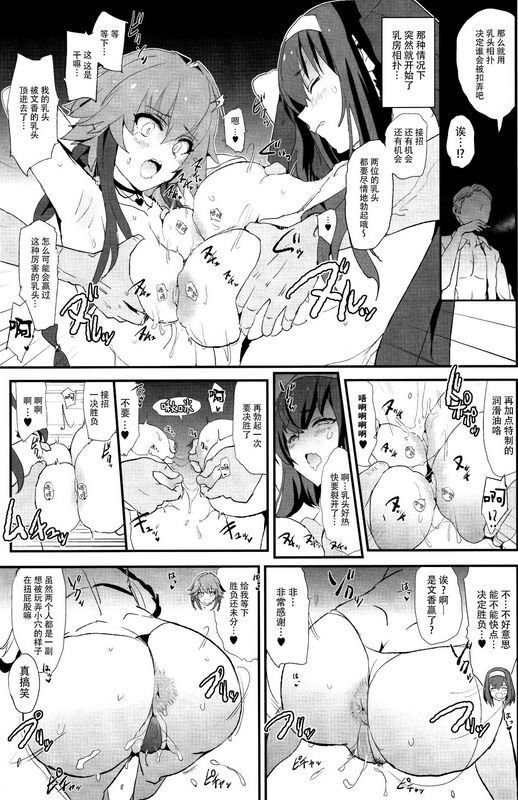 那么就用
乳头相扑
决定谁会
被扣弄吧
诶…!?
那种情况下
突然就开始了
乳房相扑…
接招
还有机会
还有机会
两位的乳头
都要尽情地勃起哦～
嗯…♥
等下…
等下
这…
这是
干嘛…
我的乳头
被文香的乳头
顶进去了…
怎么可能会赢过
这种厉害的乳头…
再加点特制的
润滑油咯
唔啊啊啊啊…♥
啊…乳头好热
快要裂开了…
再勃起一次
要决胜了
不要…♥
接招
一决胜负
啊啊
啊…♥
不…不好意思
能不能快点…
决定胜负…♥
诶?啊…
是文香赢了?
非…
非常感谢…♥
给我等下
胜负还未分…
虽然两个人都是一副
想被玩弄小穴的样子
在扭屁股嘛
真搞笑